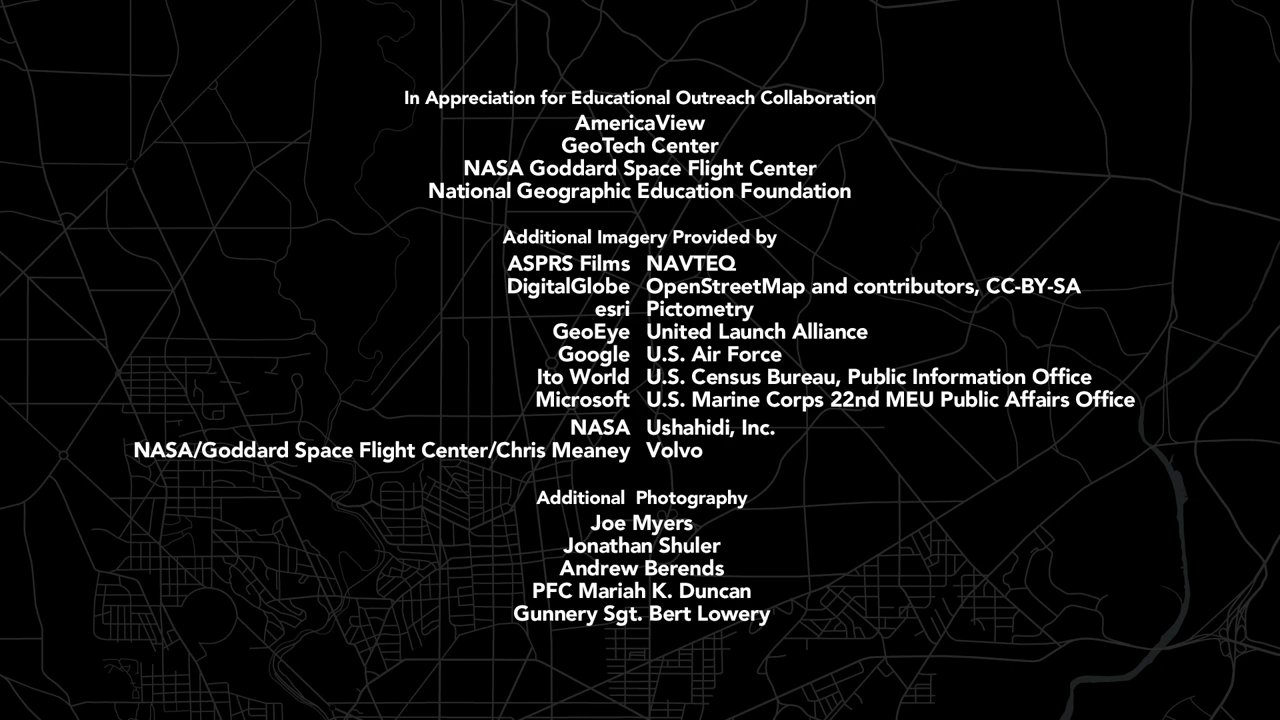 In Appreciation for Educational Outreach Collaboration
AmericaView
GeoTech Center
NASA Goddard Space Flight Center
National Geographic Education Foundation
Additional Imagery Provided by
ASPRS Films NAVTEQ
DigitalGlobe OpenStreetMap and contributors, CC-BY-SA
esri Pictometry
GeoEye United Launch Alliance
Google U.S. Air Force
Ito World U.S. Census Bureau, Public Information Office
Microsoft U.S. Marine Corps 22nd MEU Public Affairs Office
NASA Ushahidi, Inc.
NASA/Goddard Space Flight Center/Chris Meaney Volvo
Additional Photography
Joe Myers
Jonathan Shuler
Andrew Berends
PFC Mariah K. Duncan
Gunnery Sgt. Bert Lowery